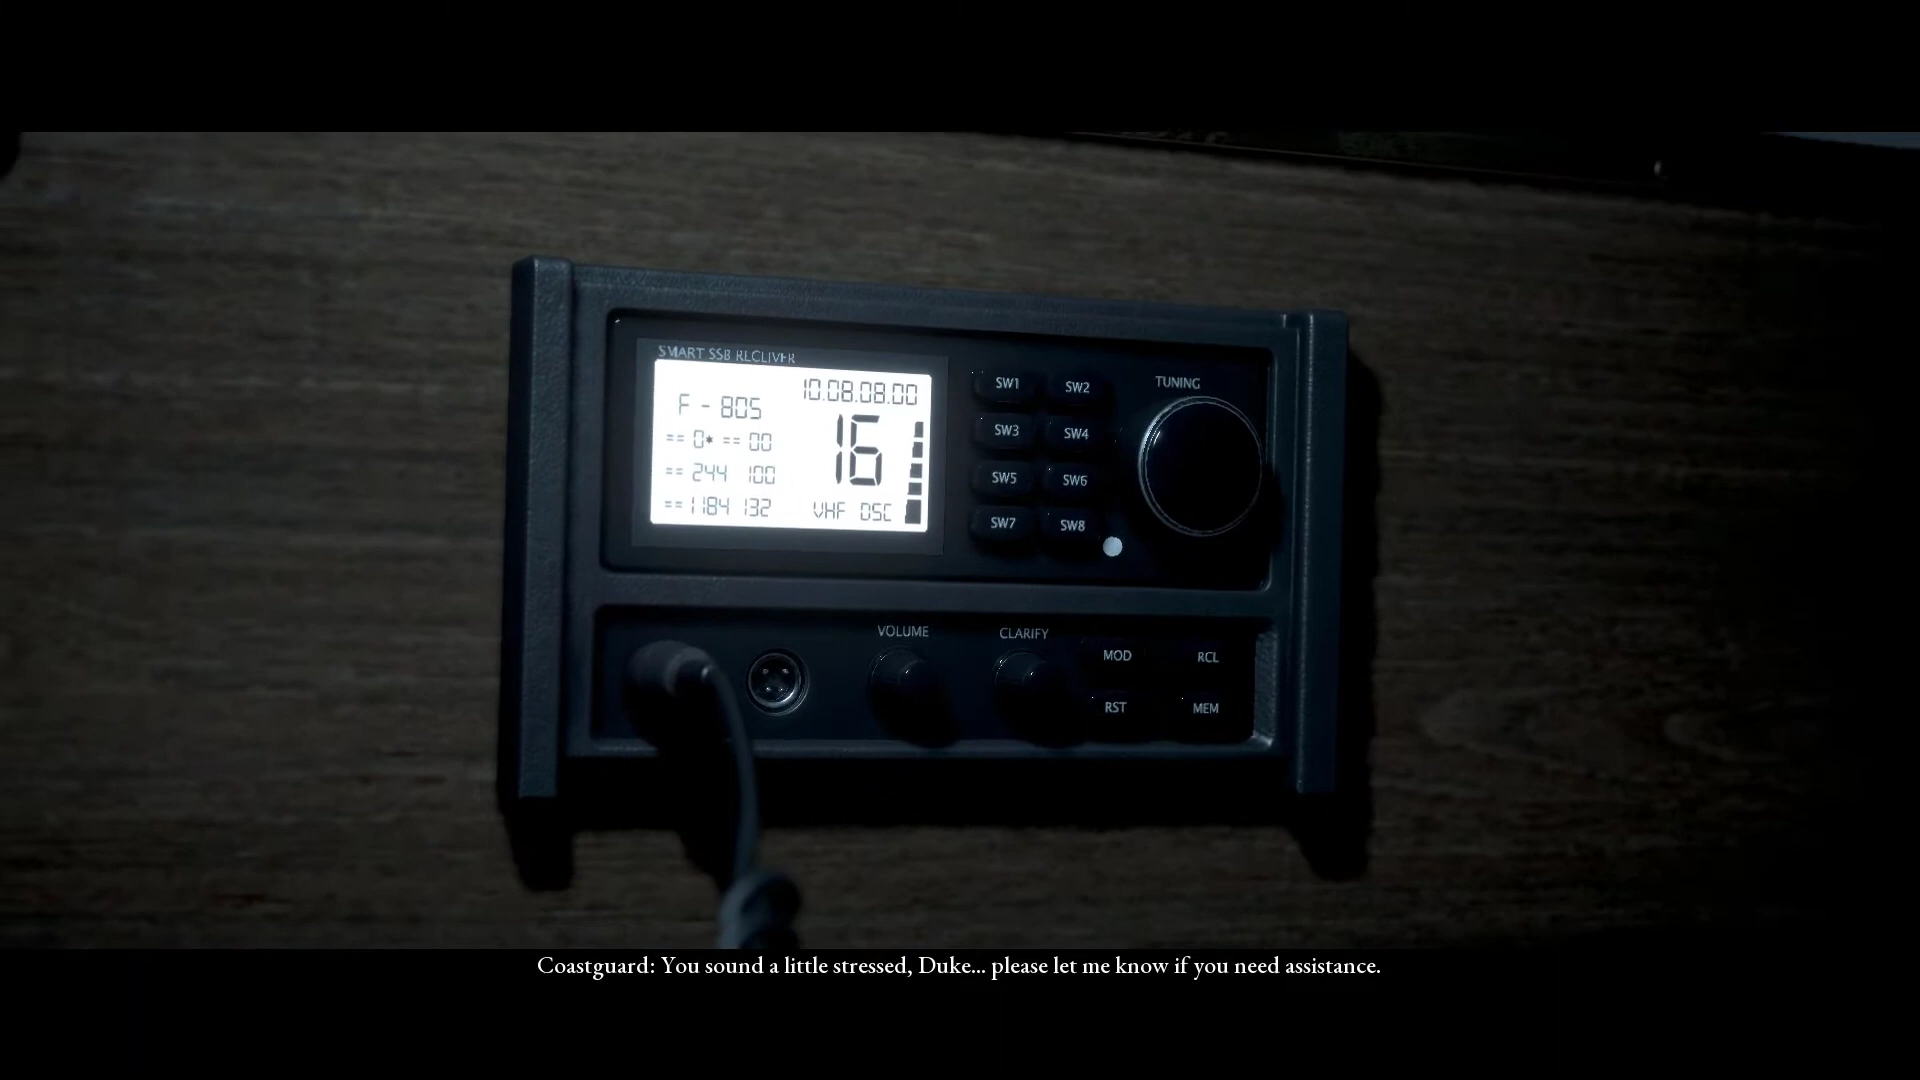 SMART SSB RECEIVER
10.08.08.00
F - 805
16
== 0* == 00
== 244 100
==1184 132
VHF DSC
SW1 SW2
SW3 SW4
SW5 SW6
SW7 SW8
TUNING
VOLUME
CLARIFY
MOD RCL
RST MEM
Coastguard: You sound a little stressed, Duke... please let me know if you need assistance.